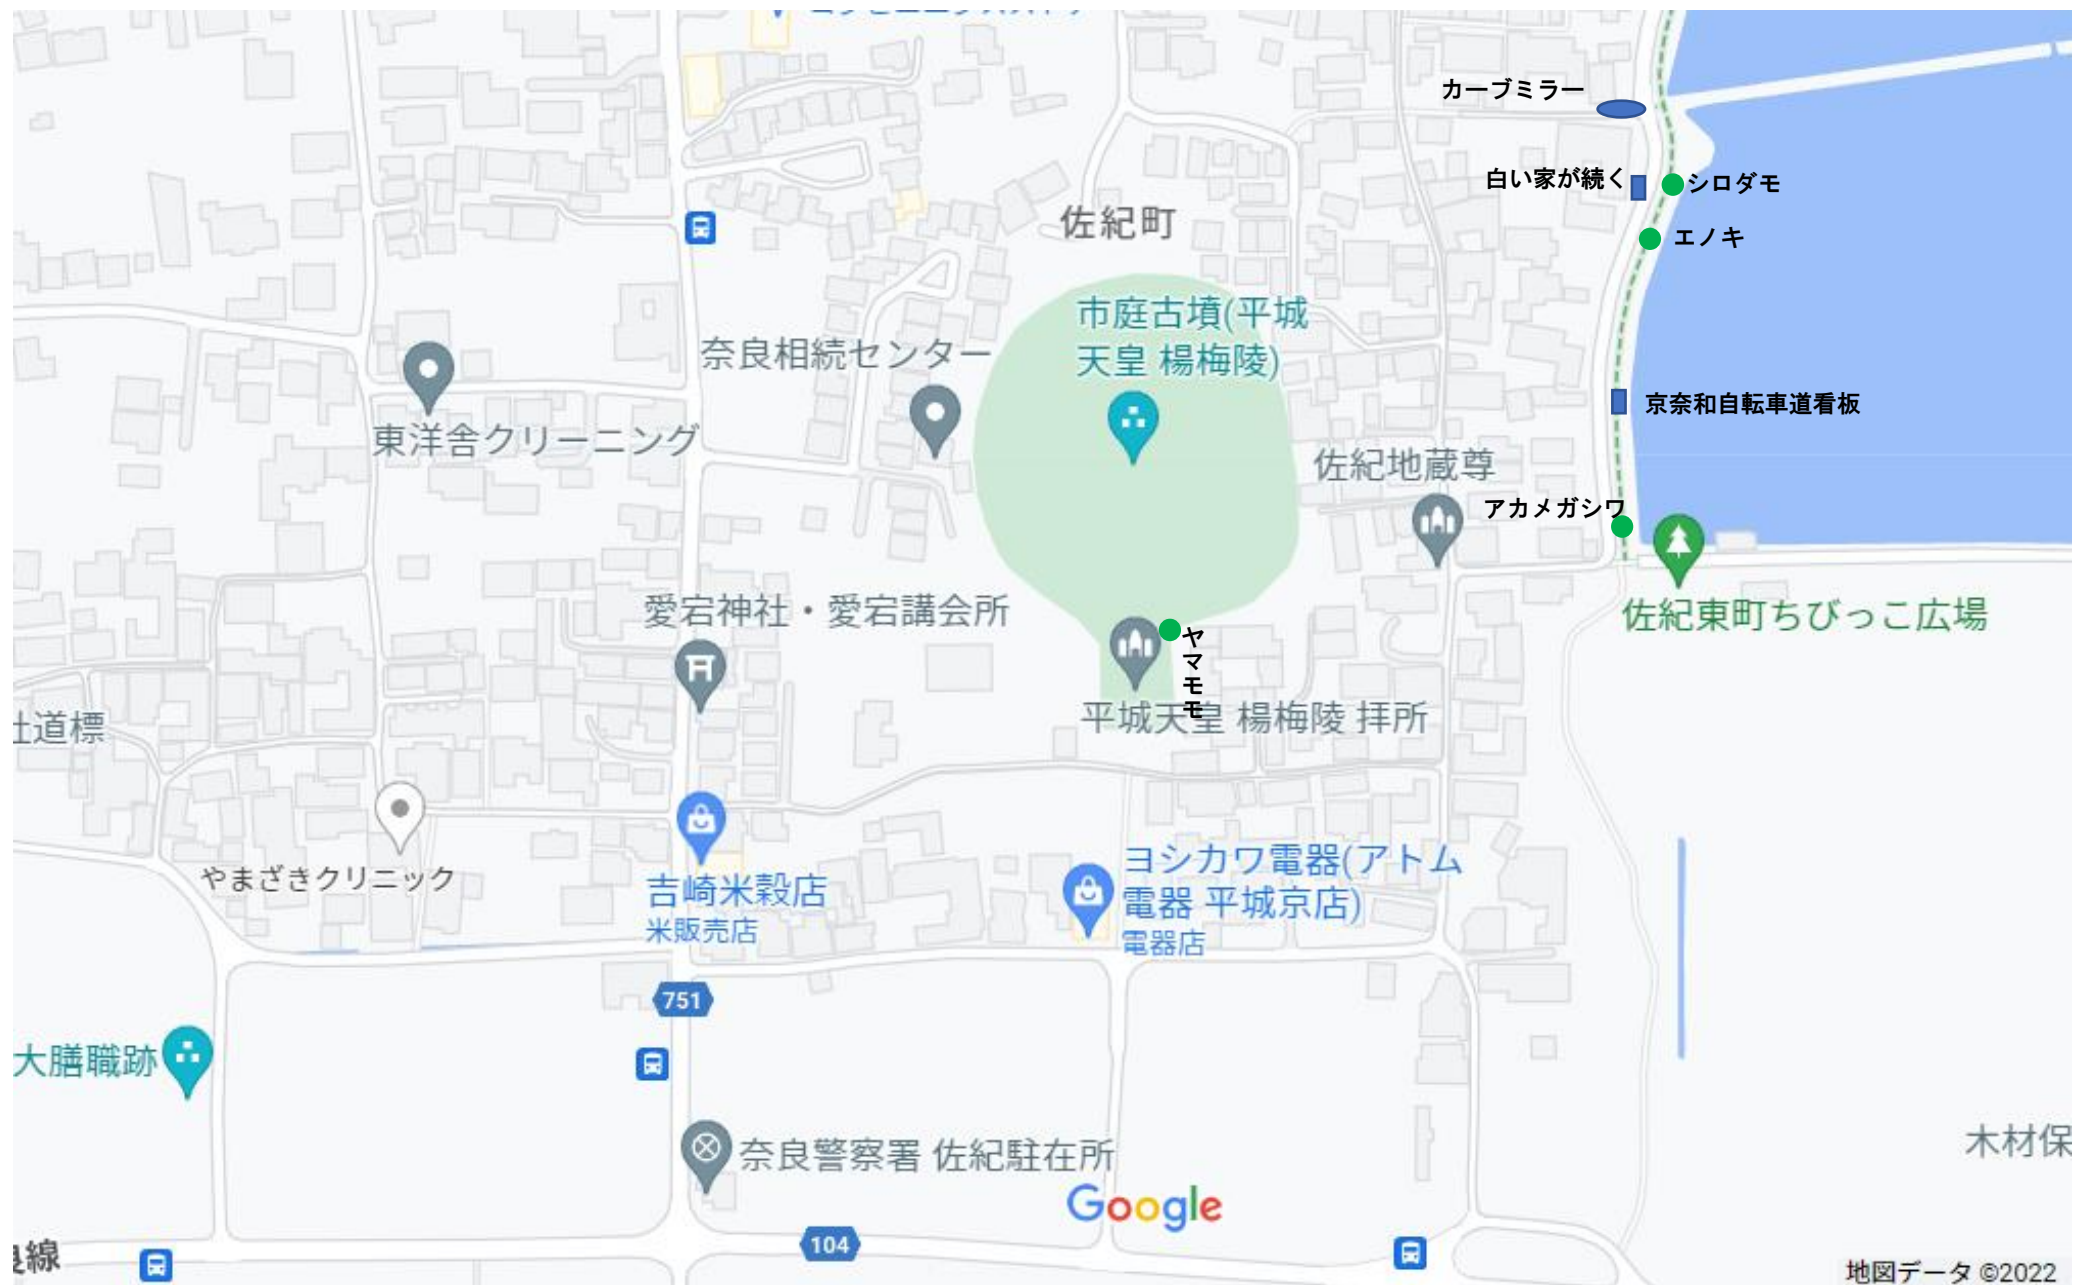 カーブミラー
白い家が続く
シロダモ
佐紀町
エノキ
市庭古墳(平城
天皇 楊梅陵)
奈良相続センター
京奈和自転車道看板
東洋舎クリーニング
佐紀地蔵尊
アカメガシワ
愛宕神社・愛宕講会所
佐紀東町ちびっこ広場
ヤマモモ
平城天皇 楊梅陵 拝所
道標
やまざきクリニック
吉崎米穀店
米販売店
ヨシカワ電器(アトム
電器 平城京店)
電器店
751
大膳職跡
奈良警察署 佐紀駐在所
木材保
Google
104
線
地図データ ©2022